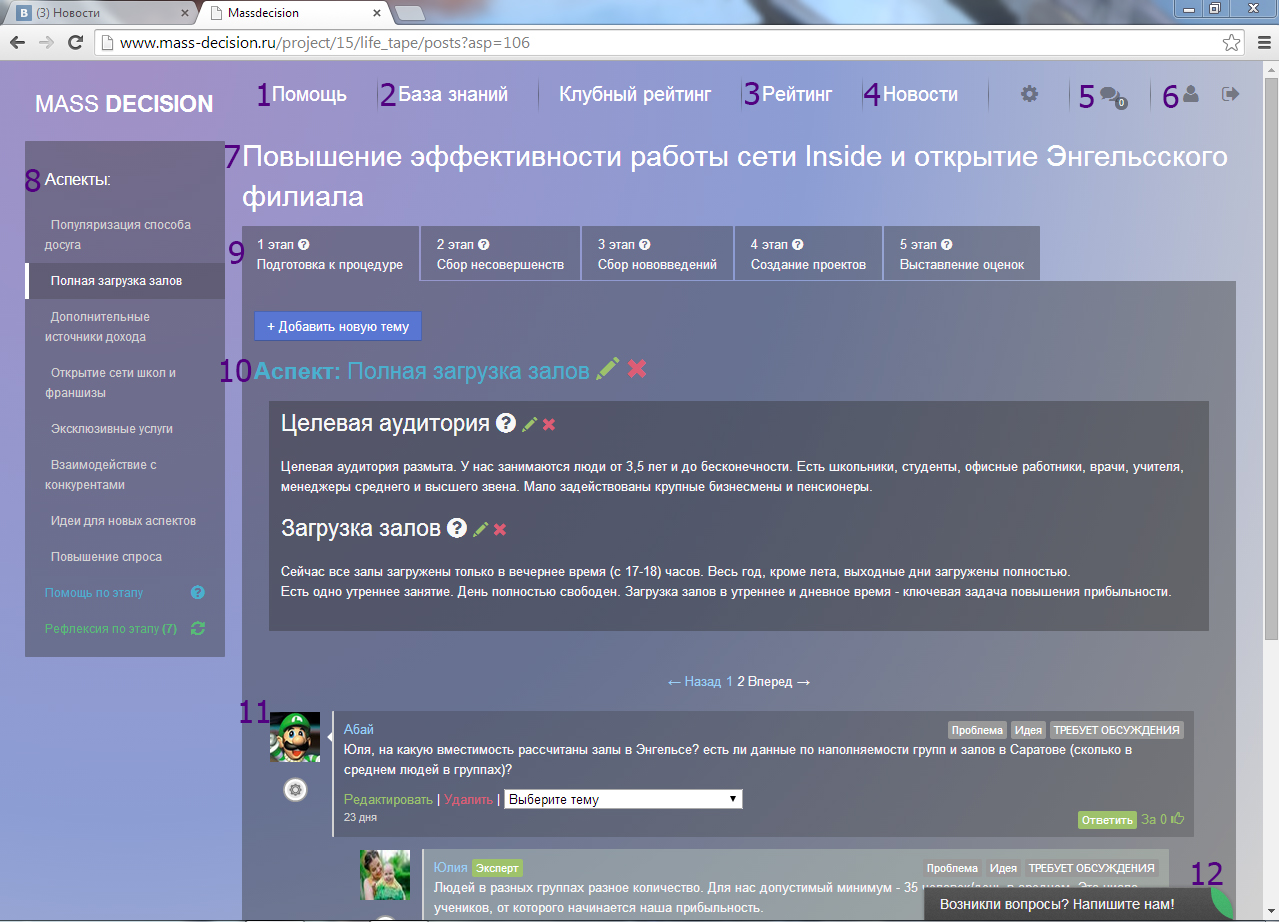 (3) Новости
Massdecision
www.mass-decision.ru/project/15/life_tape/posts?asp=106
MASS DECISION
1 Помощь
2 База знаний
Клубный рейтинг
3 Рейтинг
4 Новости
5
0
6
7 Повышение эффективности работы сети Inside и открытие Энгельсского
филиала
8 Аспекты:
Популяризация способа
досуга
Полная загрузка залов
Дополнительные
источники дохода
Открытие сети школ и
франшизы
Эксклюзивные услуги
Взаимодействие с
конкурентами
Идеи для новых аспектов
Повышение спроса
Помощь по этапу ?
Рефлексия по этапу (7)
9
1 этап ?
Подготовка к процедуре
2 этап ?
Сбор несовершенств
3 этап ?
Сбор нововведений
4 этап ?
Создание проектов
5 этап ?
Выставление оценок
+ Добавить новую тему
10 Аспект: Полная загрузка залов
Целевая аудитория ?
Целевая аудитория размыта. У нас занимаются люди от 3,5 лет и до бесконечности. Есть школьники, студенты, офисные работники, врачи, учителя,
менеджеры среднего и высшего звена. Мало задействованы крупные бизнесмены и пенсионеры.
Загрузка залов ?
Сейчас все залы загружены только в вечернее время (с 17-18) часов. Весь год, кроме лета, выходные дни загружены полностью.
Есть одно утреннее занятие. День полностью свободен. Загрузка залов в утреннее и дневное время - ключевая задача повышения прибыльности.
← Назад 1 2 Вперед →
11
Абай
Проблема Идея ТРЕБУЕТ ОБСУЖДЕНИЯ
Юля, на какую вместимость рассчитаны залы в Энгельсе? есть ли данные по наполняемости групп и залов в Саратове (сколько в
среднем людей в группах)?
Редактировать | Удалить | Выберите тему
23 дня
Ответить За 0
Юлия Эксперт
Проблема Идея ТРЕБУЕТ ОБСУЖДЕНИЯ
12
Людей в разных группах разное количество. Для нас допустимый минимум - 35
учеников, от которого начинается наша прибыльность.
Возникли вопросы? Напишите нам!